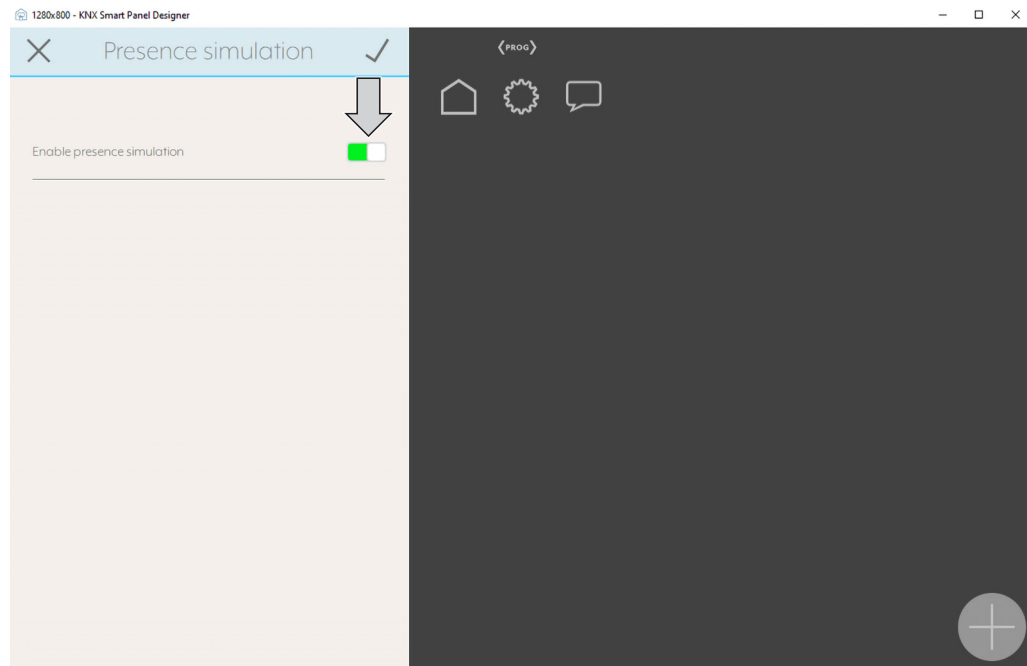 1280x800 - KNX Smart Panel Designer
Presence simulation
PROG
Enable presence simulation